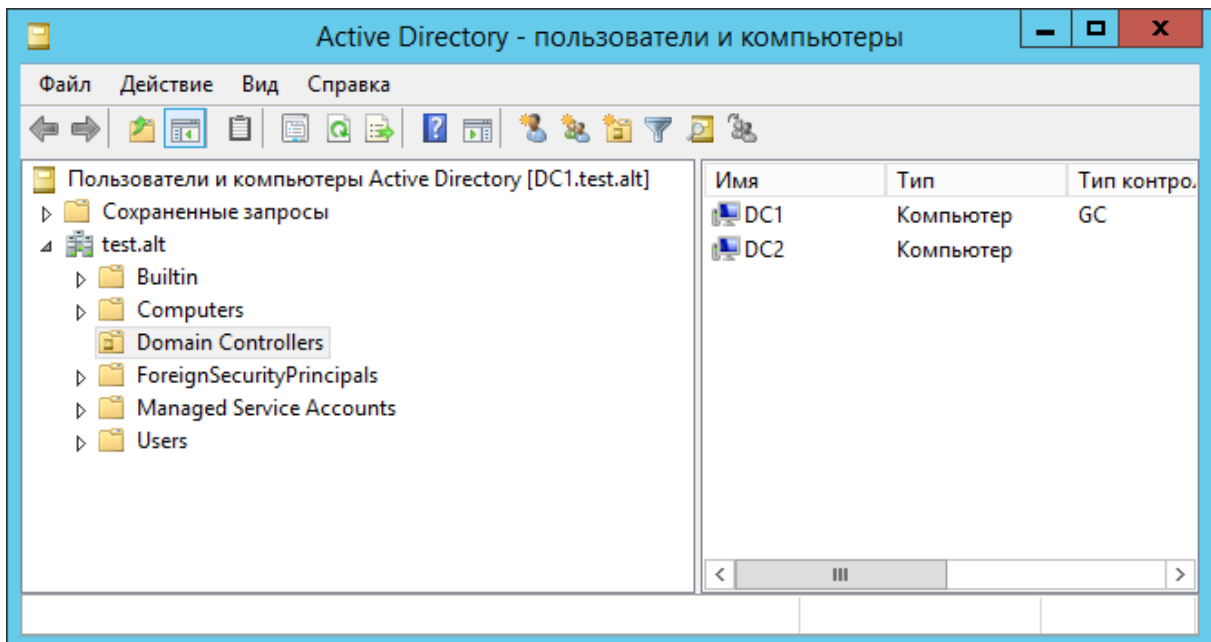 Active Directory - пользователи и компьютеры
Файл Действие Вид Справка
Пользователи и компьютеры Active Directory [DC1.test.alt]
Сохраненные запросы
test.alt
Builtin
Computers
Domain Controllers
ForeignSecurityPrincipals
Managed Service Accounts
Users
Имя Тип Тип контро
DC1 Компьютер GC
DC2 Компьютер